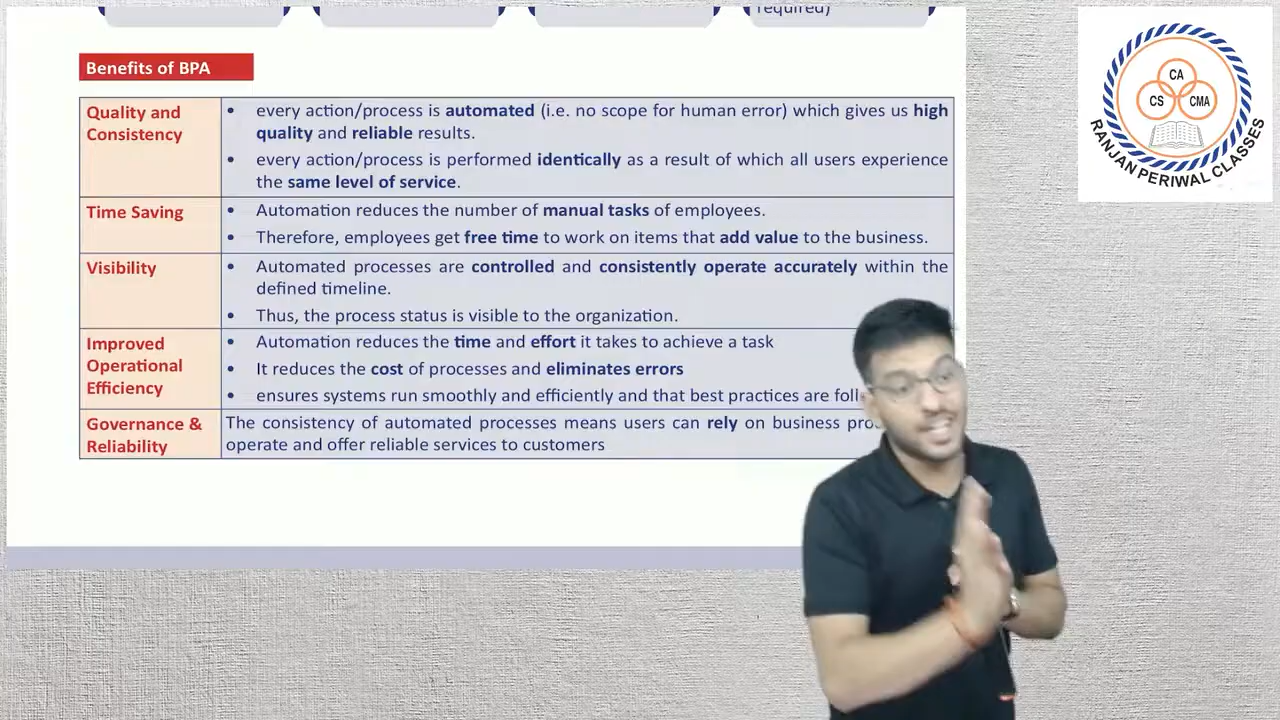 required)
Benefits of BPA
Quality and
Consistency
• every action/process is automated (i.e. no scope for human error) which gives us high
quality and reliable results.
• every action/process is performed identically as a result of which all users experience
the same level of service.
Time Saving
• Automation reduces the number of manual tasks of employees.
• Therefore, employees get free time to work on items that add value to the business.
Visibility
• Automated processes are controlled and consistently operate accurately within the
defined timeline.
• Thus, the process status is visible to the organization.
Improved
Operational
Efficiency
• Automation reduces the time and effort it takes to achieve a task
• It reduces the cost of processes and eliminates errors
• ensures systems run smoothly and efficiently and that best practices are
Governance &
Reliability
The consistency of automated processes means users can rely on business
operate and offer reliable services to customers
CA
CS
CMA
RANJAN PERIWAL CLASSES